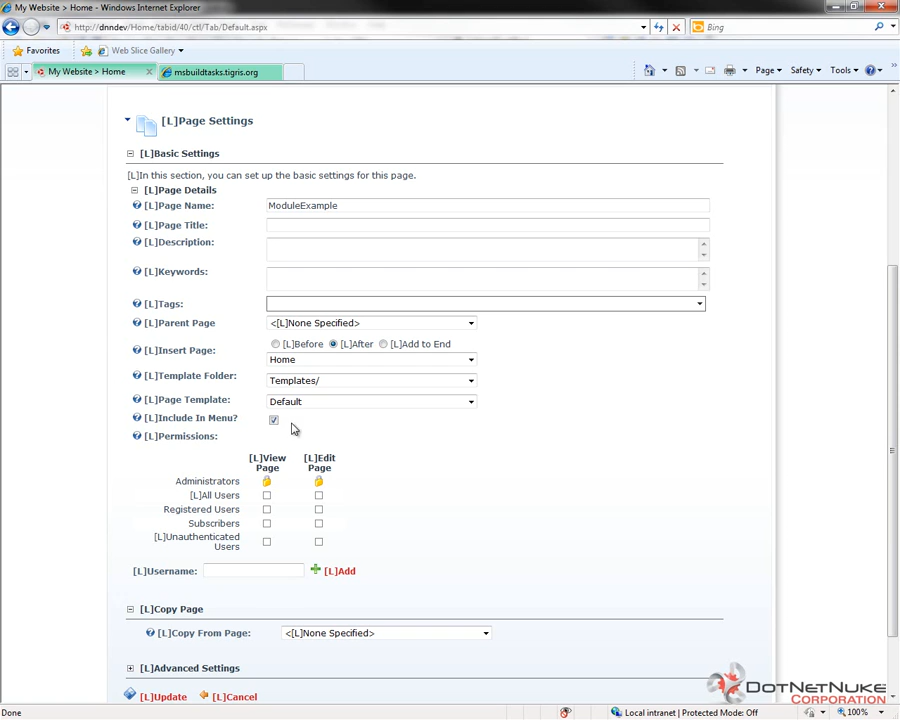 My Website > Home - Windows Internet Explorer
http://dnndev/Home/tabid/40/ctl/Tab/Default.aspx
Bing
Favorites
Web Slice Gallery
My Website > Home
msbuildtasks.tigris.org
Page
Safety
Tools
[L]Page Settings
[L]Basic Settings
[L]In this section, you can set up the basic settings for this page.
[L]Page Details
[L]Page Name:
ModuleExample
[L]Page Title:
[L]Description:
[L]Keywords:
[L]Tags:
[L]Parent Page
<[L]None Specified>
[L]Insert Page:
[L]Before
[L]After
[L]Add to End
Home
[L]Template Folder:
Templates/
[L]Page Template:
Default
[L]Include In Menu?
[L]Permissions:
[L]View Page
[L]Edit Page
Administrators
[L]All Users
Registered Users
Subscribers
[L]Unauthenticated Users
[L]Username:
[L]Add
[L]Copy Page
[L]Copy From Page:
<[L]None Specified>
[L]Advanced Settings
[L]Update
[L]Cancel
DotNetNuke
CORPORATION
Done
Local intranet | Protected Mode: Off
100%